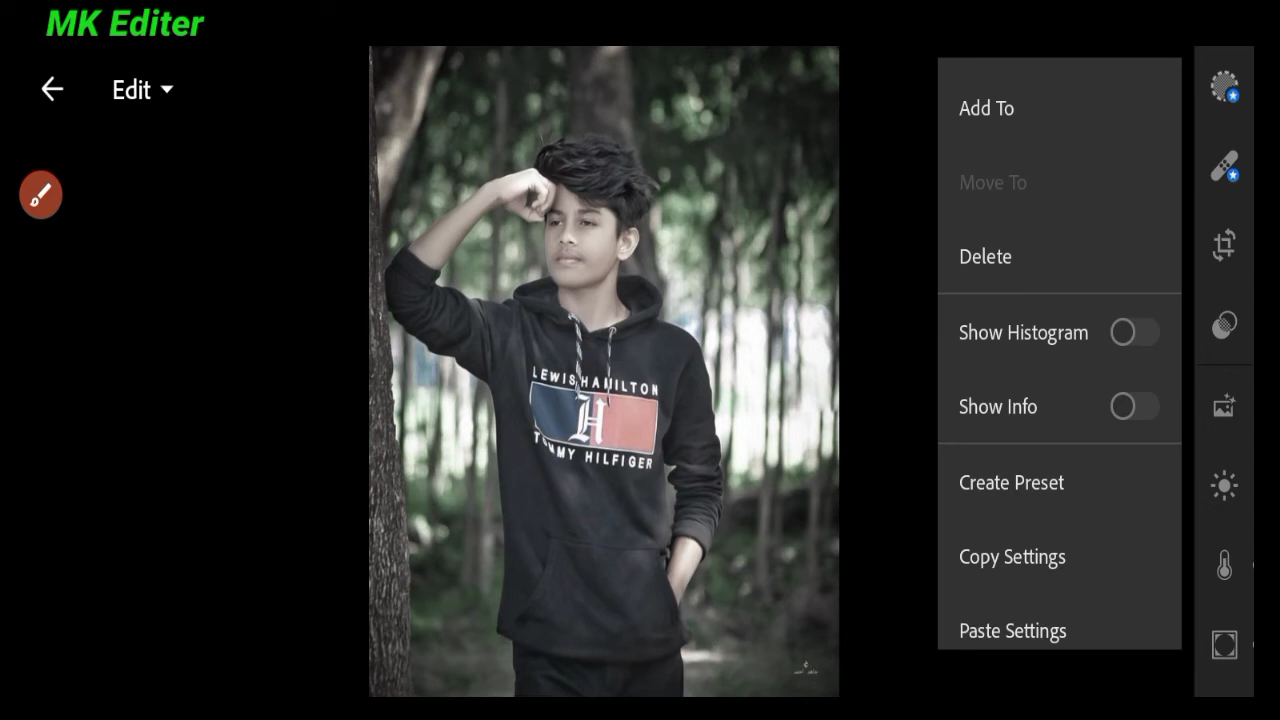 MK Editer
Edit
Add To
Move To
Delete
Show Histogram
Show Info
Create Preset
Copy Settings
Paste Settings
LEWIS HAMILTON
H
TOMMY HILFIGER